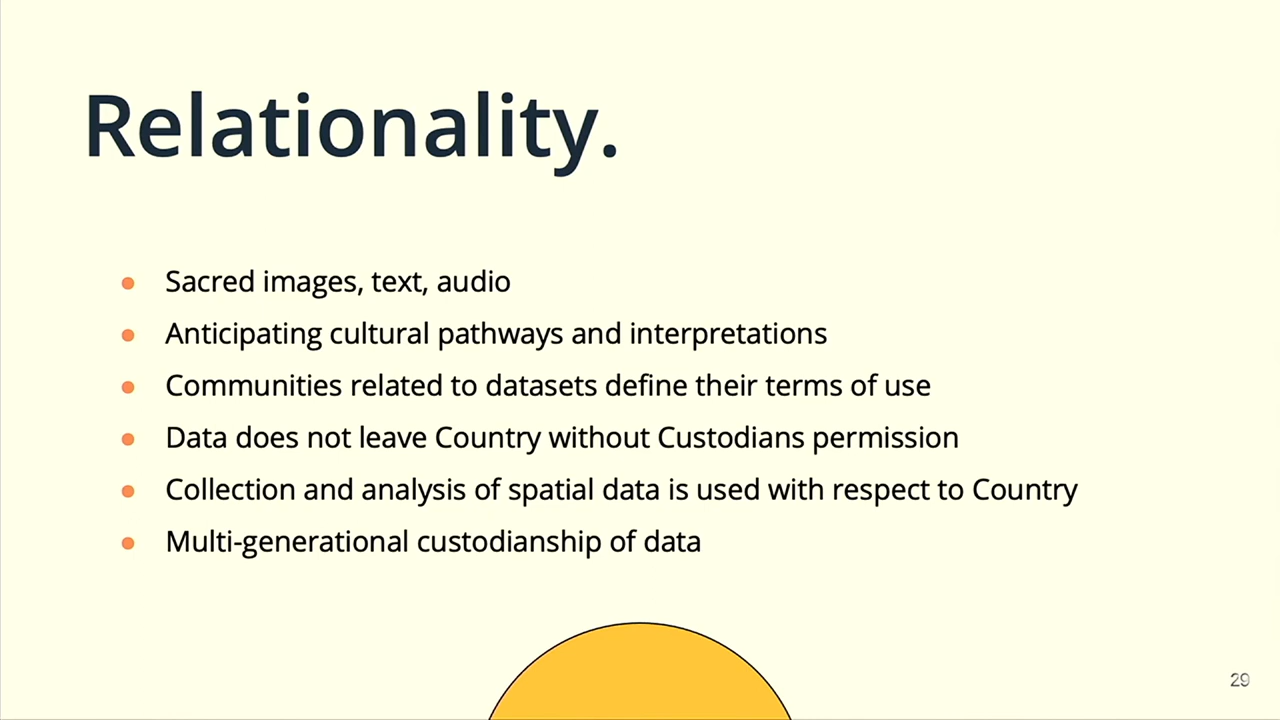 Relationality.
Sacred images, text, audio
Anticipating cultural pathways and interpretations
Communities related to datasets define their terms of use
Data does not leave Country without Custodians permission
Collection and analysis of spatial data is used with respect to Country
Multi-generational custodianship of data
29